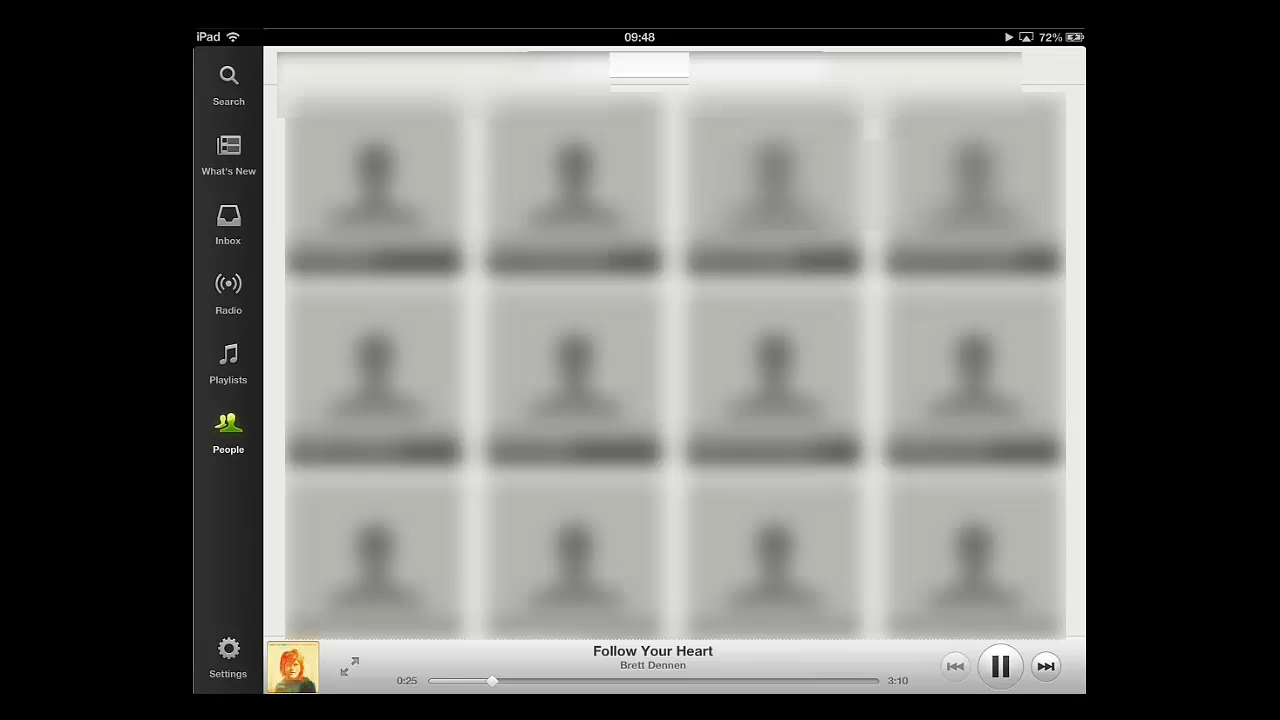 iPad 09:48 72%
Search
What's New
Inbox
Radio
Playlists
People
Settings
Follow Your Heart
Brett Dennen
0:25 3:10